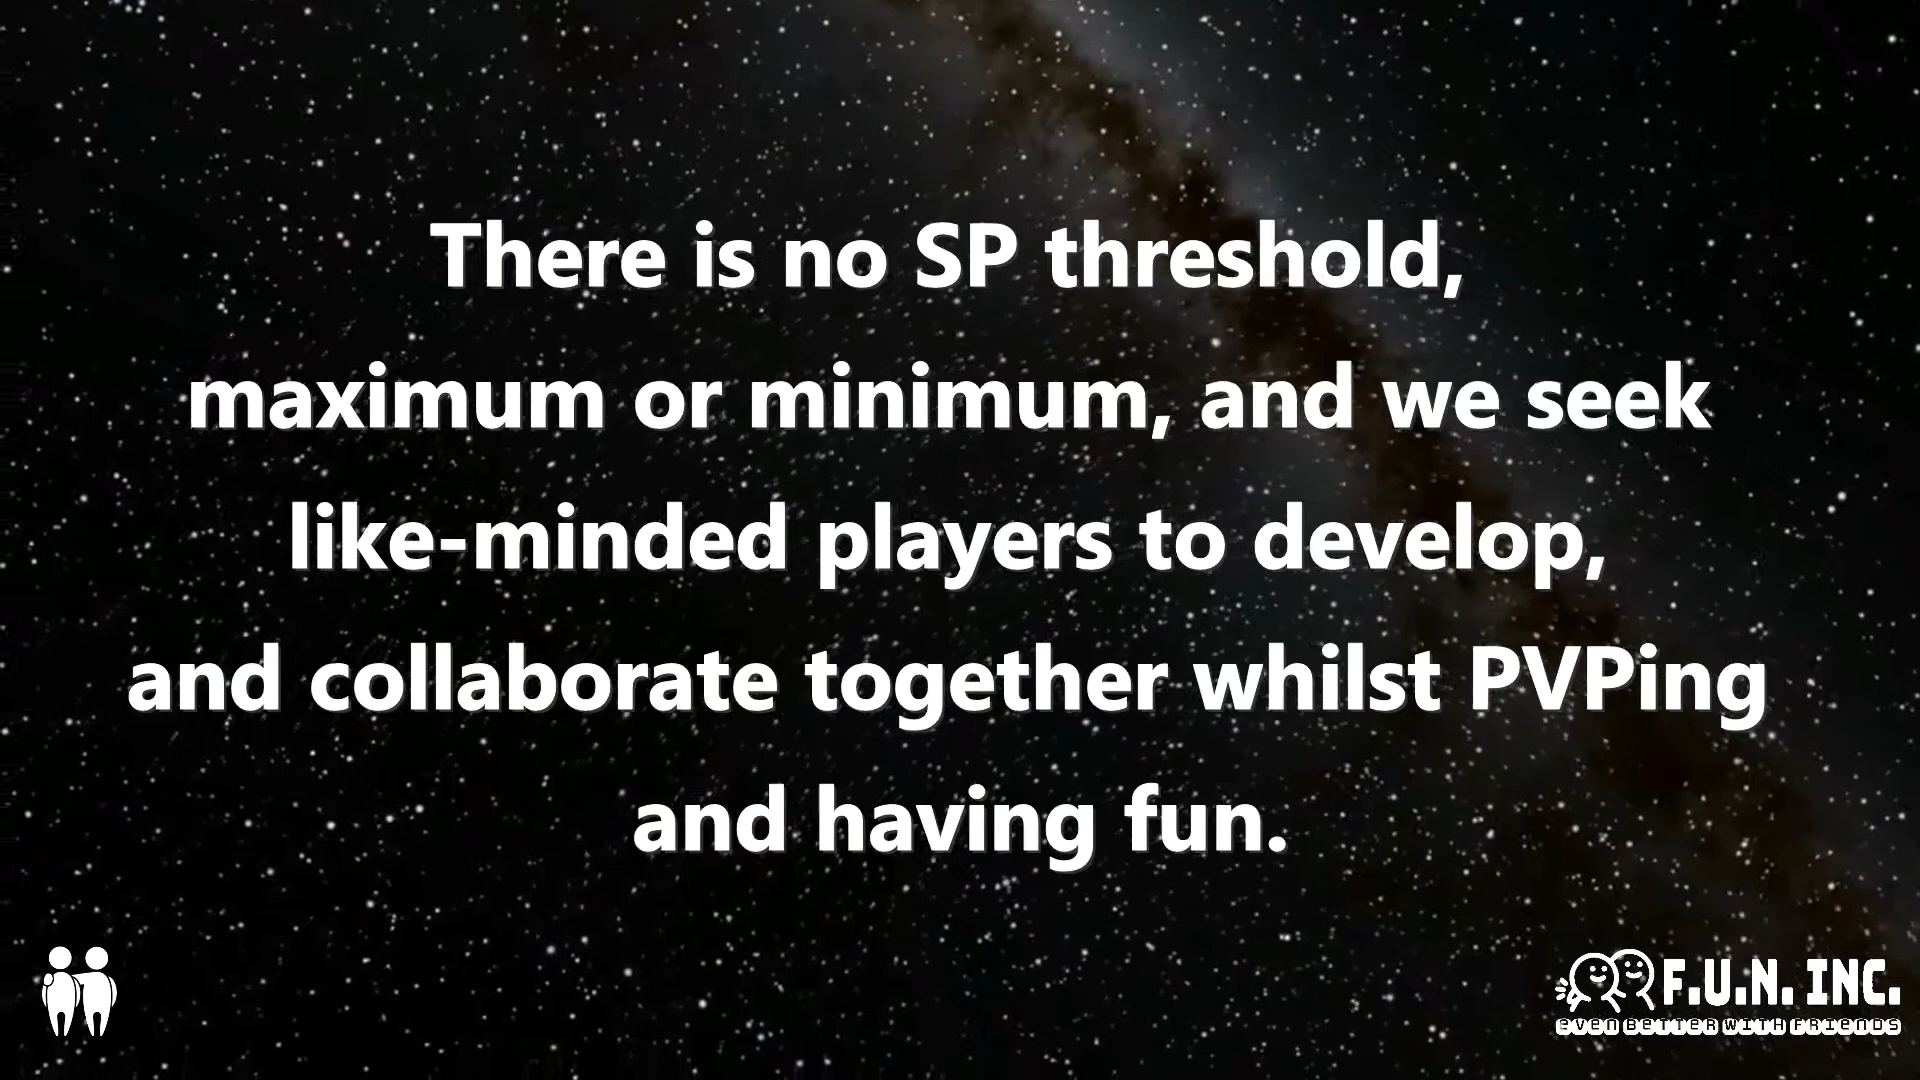 There is no SP threshold,
maximum or minimum, and we seek
like-minded players to develop,
and collaborate together whilst PVPing
and having fun.
F.U.N. INC.
EVEN BETTER WITH FRIENDS